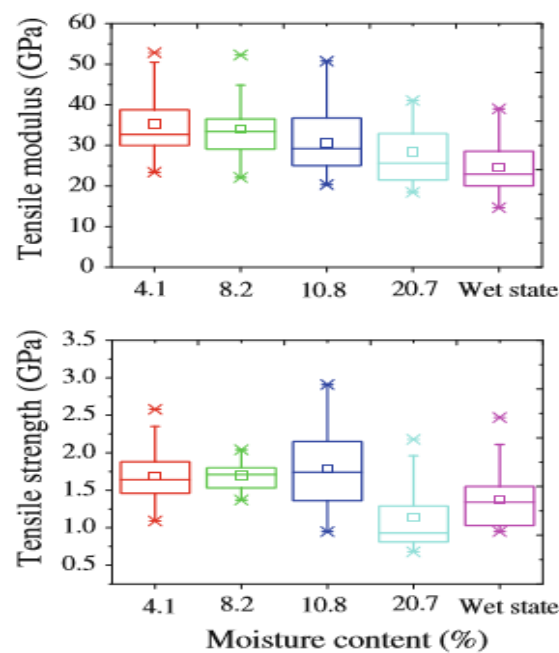 Tensile modulus (GPa)
60
50
40
30
20
10
0
4.1 8.2 10.8 20.7 Wet state
Tensile strength (GPa)
3.5
3.0
2.5
2.0
1.5
1.0
0.5
4.1 8.2 10.8 20.7 Wet state
Moisture content (%)